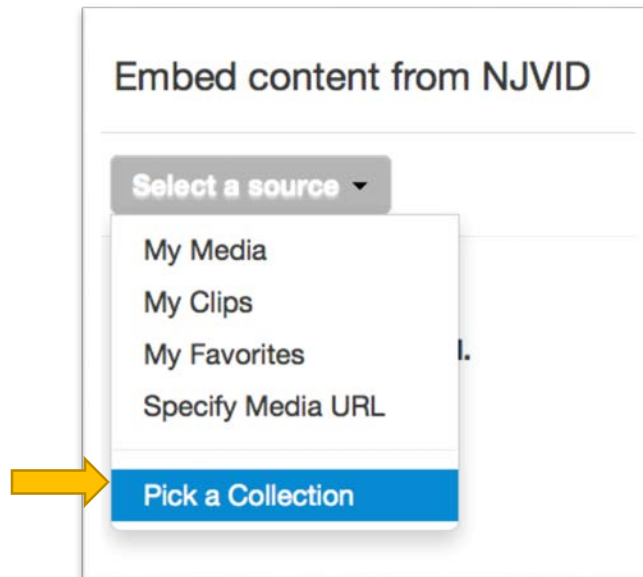 Embed content from NJVID
Select a source
My Media
My Clips
My Favorites
Specify Media URL
Pick a Collection